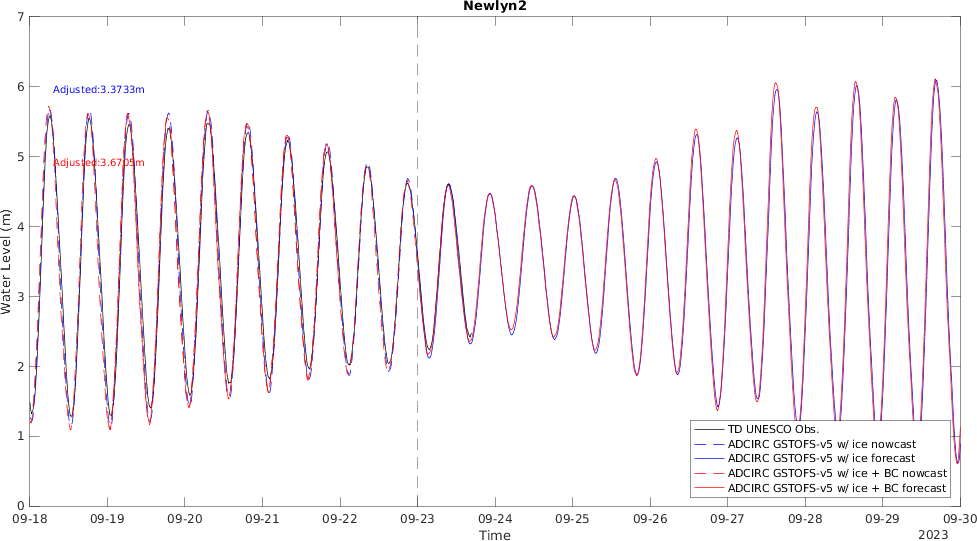 Newlyn2
7
6
5
4
3
2
1
0
Water Level (m)
Adjusted:3.3733m
Adjusted:3.6705m
TD UNESCO Obs.
ADCIRC GSTOFS-v5 w/ ice nowcast
ADCIRC GSTOFS-v5 w/ ice forecast
ADCIRC GSTOFS-v5 w/ ice + BC nowcast
ADCIRC GSTOFS-v5 w/ ice + BC forecast
09-18 09-19 09-20 09-21 09-22 09-23 09-24 09-25 09-26 09-27 09-28 09-29 09-30
Time
2023